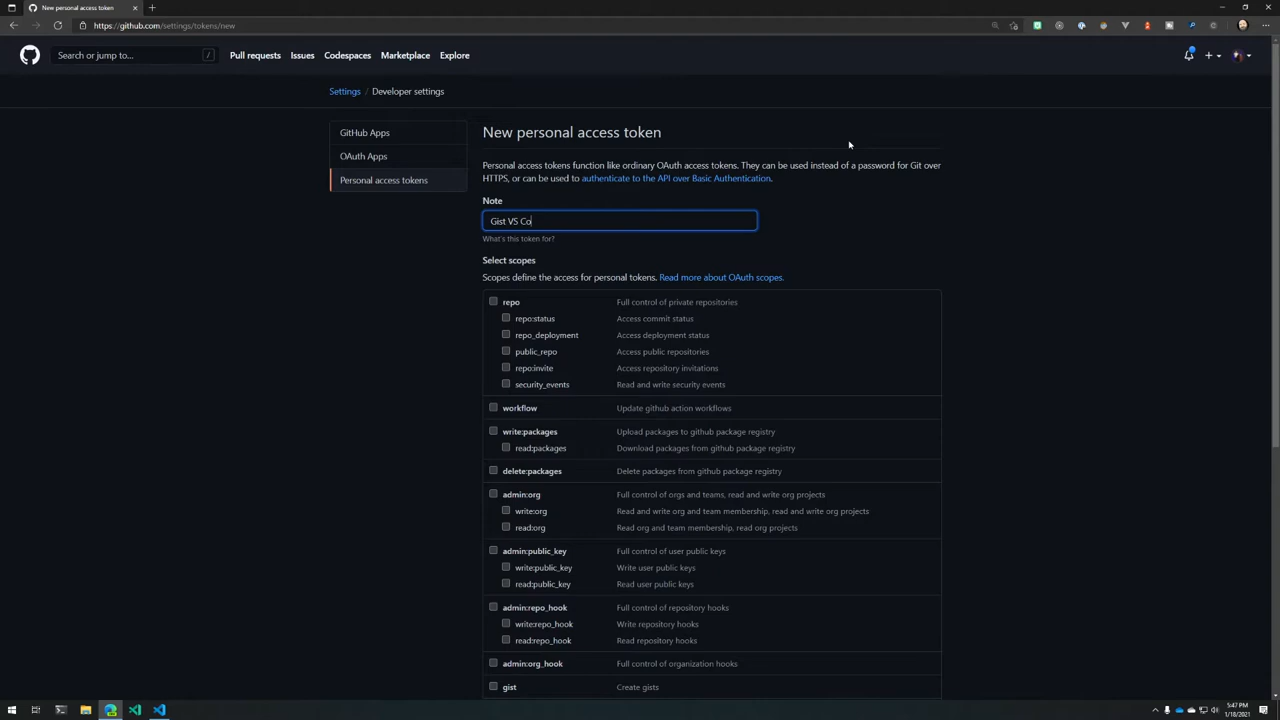 New personal access token
https://github.com/settings/tokens/new
Search or jump to...
/
Pull requests
Issues
Codespaces
Marketplace
Explore
Settings / Developer settings
GitHub Apps
OAuth Apps
Personal access tokens
New personal access token
Personal access tokens function like ordinary OAuth access tokens. They can be used instead of a password for Git over
HTTPS, or can be used to authenticate to the API over Basic Authentication.
Note
Gist VS Co
What's this token for?
Select scopes
Scopes define the access for personal tokens. Read more about OAuth scopes.
repo Full control of private repositories
repo:status Access commit status
repo_deployment Access deployment status
public_repo Access public repositories
repo:invite Access repository invitations
security_events Read and write security events
workflow Update github action workflows
write:packages Upload packages to github package registry
read:packages Download packages from github package registry
delete:packages Delete packages from github package registry
admin:org Full control of orgs and teams, read and write org projects
write:org Read and write org and team membership, read and write org projects
read:org Read org and team membership, read org projects
admin:public_key Full control of user public keys
write:public_key Write user public keys
read:public_key Read user public keys
admin:repo_hook Full control of repository hooks
write:repo_hook Write repository hooks
read:repo_hook Read repository hooks
admin:org_hook Full control of organization hooks
gist Create gists
5:47 PM
1/18/2021